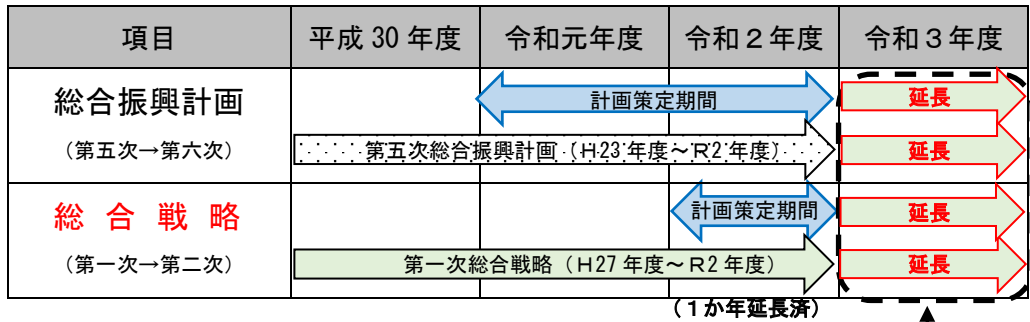 項目 平成 30 年度 令和元年度 令和２年度 令和３年度
総合振興計画
計画策定期間 延長
（第五次→第六次） 第五次総合振興計画（Ｈ23 年度～Ｒ2 年度） 延長
総 合 戦 略
計画策定期間 延長
（第一次→第二次） 第一次総合戦略（Ｈ27 年度～Ｒ2 年度） 延長
（１か年延長済）